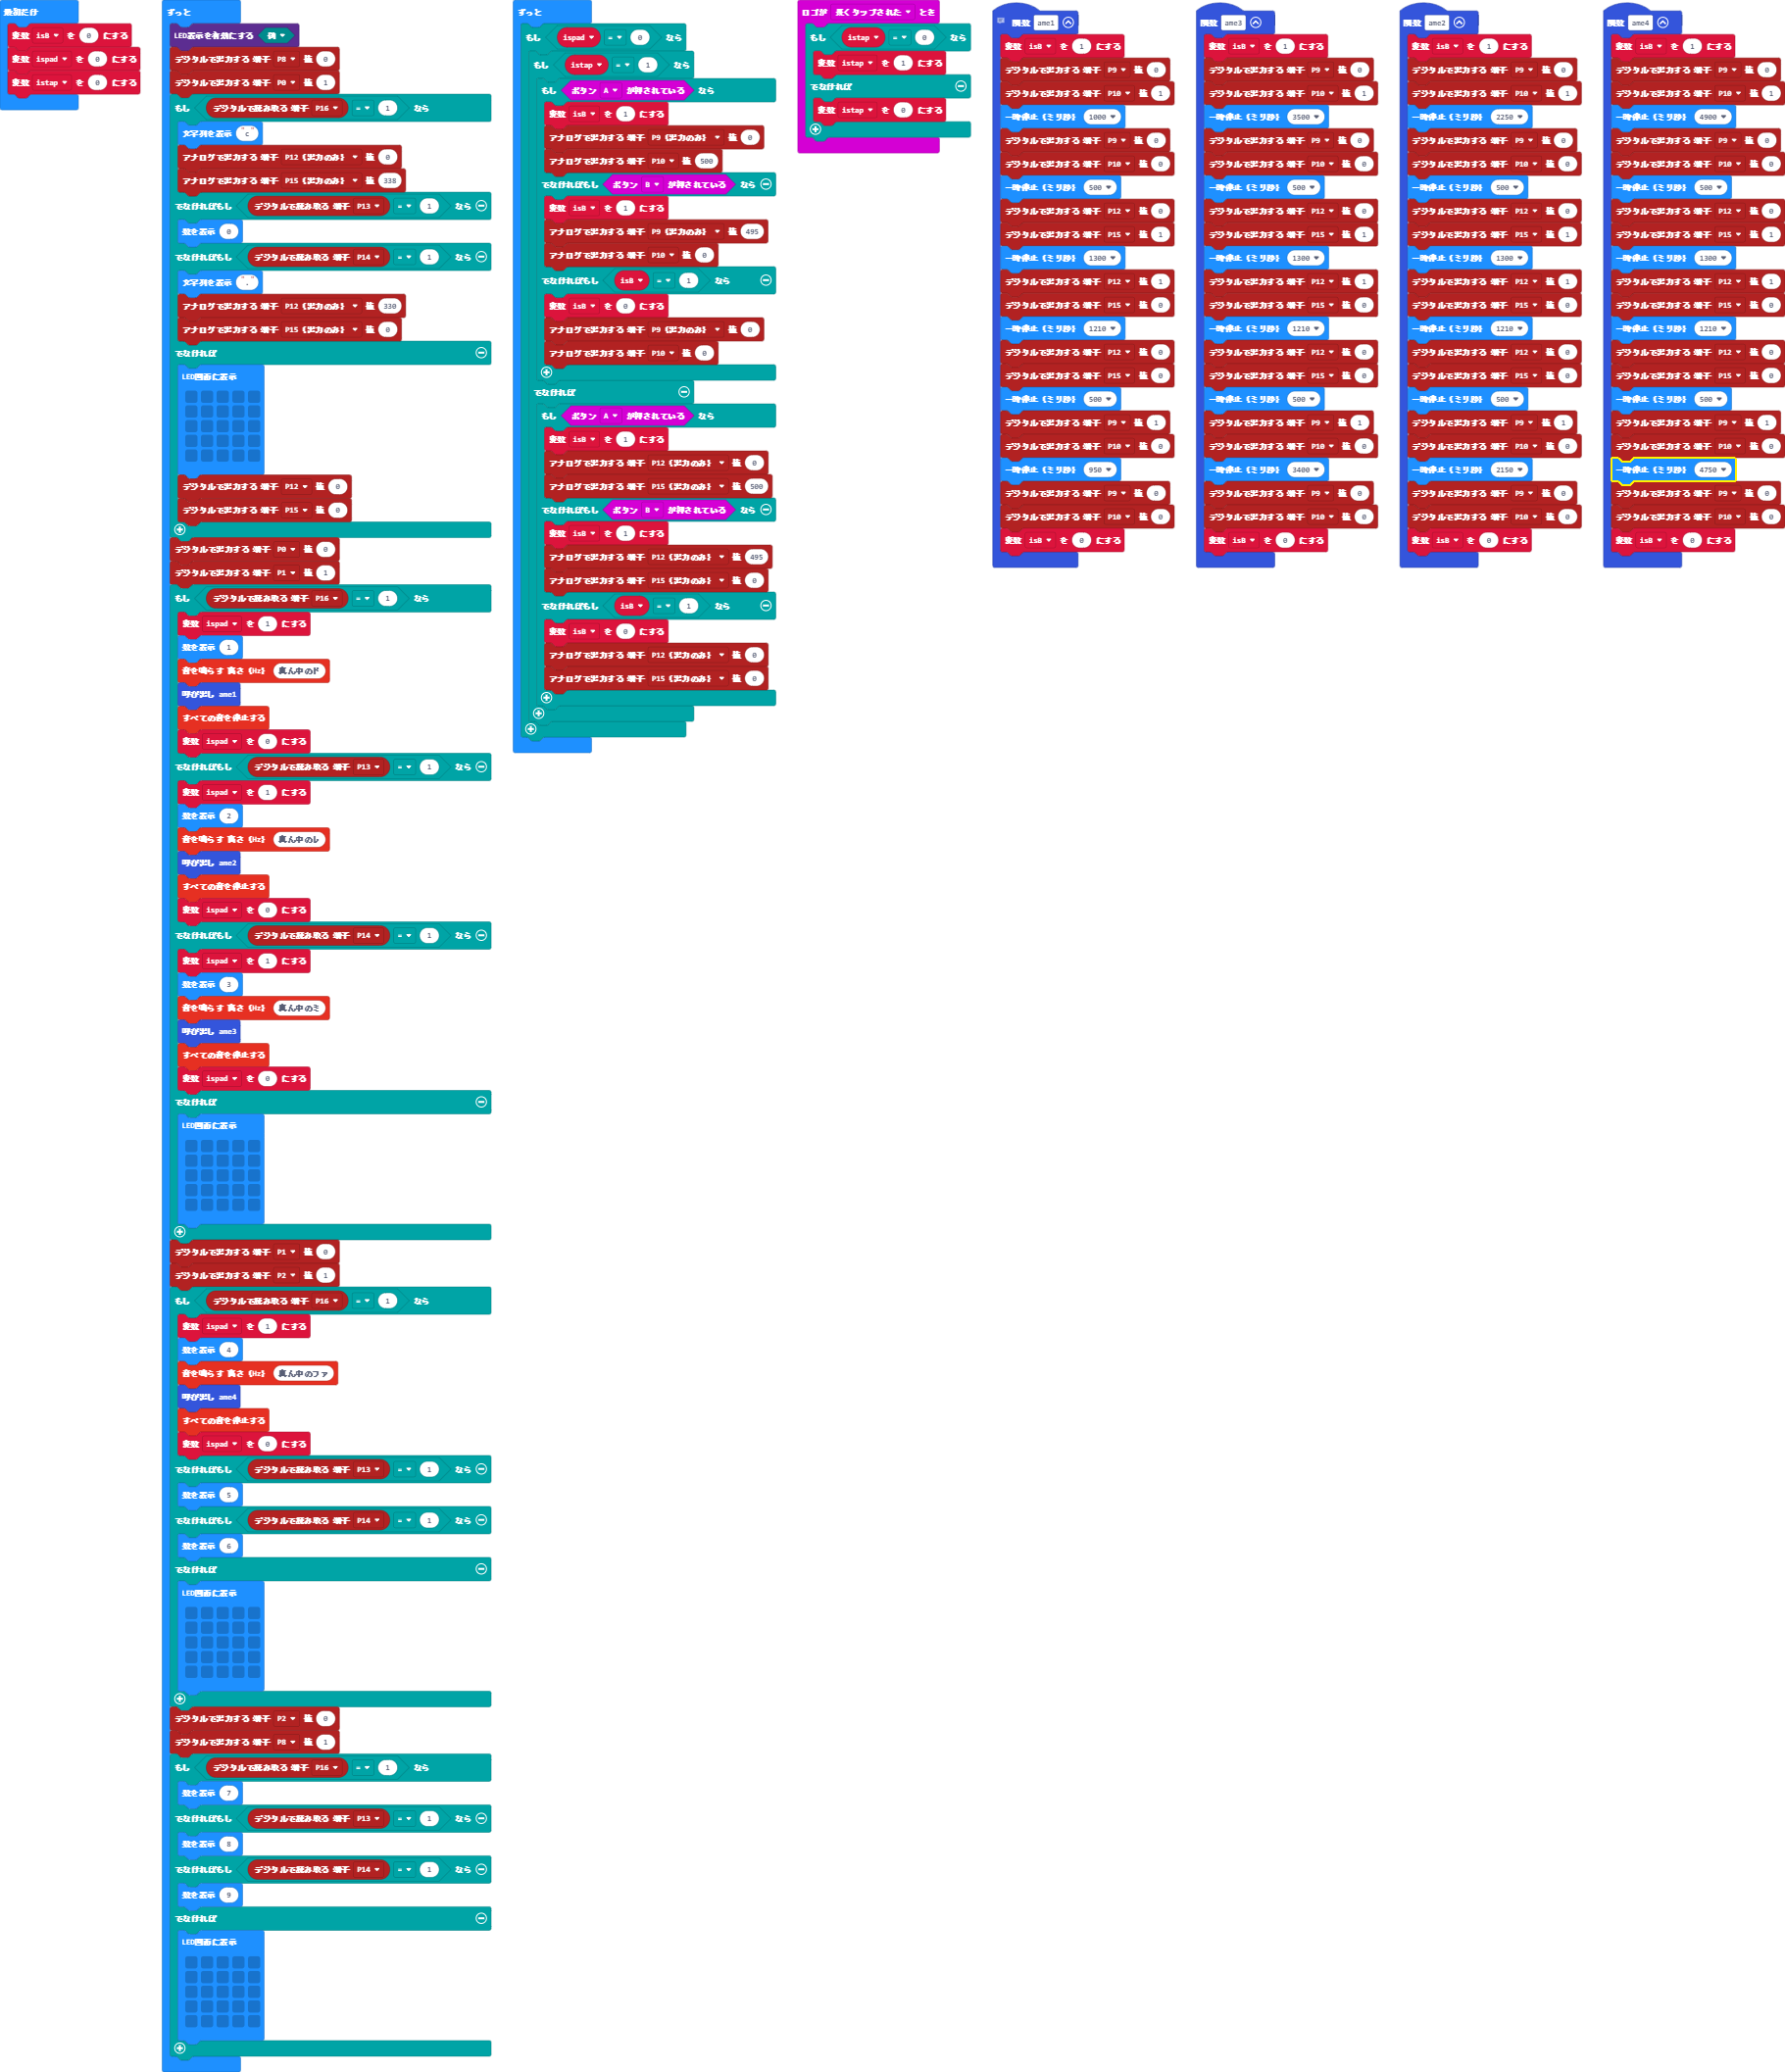 最初だけ
変数 isB を 0 にする
変数 ispad を 0 にする
変数 istap を 0 にする
ずっと
LED表示を有効にする 偽
デジタルで出力する 端子 P8 値 0
デジタルで出力する 端子 P0 値 1
もし デジタルで読み取る 端子 P16 = 1 なら
文字列を表示 "c"
アナログで出力する 端子 P12 (出力のみ) 値 0
アナログで出力する 端子 P15 (出力のみ) 値 338
でなければもし デジタルで読み取る 端子 P13 = 1 なら
数を表示 0
でなければもし デジタルで読み取る 端子 P14 = 1 なら
文字列を表示 "."
アナログで出力する 端子 P12 (出力のみ) 値 330
アナログで出力する 端子 P15 (出力のみ) 値 0
でなければ
LED画面に表示
デジタルで出力する 端子 P12 値 0
デジタルで出力する 端子 P15 値 0
デジタルで出力する 端子 P0 値 0
デジタルで出力する 端子 P1 値 1
もし デジタルで読み取る 端子 P16 = 1 なら
変数 ispad を 1 にする
数を表示 1
音を鳴らす 高さ (Hz) 真ん中のド
呼び出し ame1
すべての音を停止する
変数 ispad を 0 にする
でなければもし デジタルで読み取る 端子 P13 = 1 なら
変数 ispad を 1 にする
数を表示 2
音を鳴らす 高さ (Hz) 真ん中のレ
呼び出し ame2
すべての音を停止する
変数 ispad を 0 にする
でなければもし デジタルで読み取る 端子 P14 = 1 なら
変数 ispad を 1 にする
数を表示 3
音を鳴らす 高さ (Hz) 真ん中のミ
呼び出し ame3
すべての音を停止する
変数 ispad を 0 にする
でなければ
LED画面に表示
デジタルで出力する 端子 P1 値 0
デジタルで出力する 端子 P2 値 1
もし デジタルで読み取る 端子 P16 = 1 なら
変数 ispad を 1 にする
数を表示 4
音を鳴らす 高さ (Hz) 真ん中のファ
呼び出し ame4
すべての音を停止する
変数 ispad を 0 にする
でなければもし デジタルで読み取る 端子 P13 = 1 なら
数を表示 5
でなければもし デジタルで読み取る 端子 P14 = 1 なら
数を表示 6
でなければ
LED画面に表示
デジタルで出力する 端子 P2 値 0
デジタルで出力する 端子 P8 値 1
もし デジタルで読み取る 端子 P16 = 1 なら
数を表示 7
でなければもし デジタルで読み取る 端子 P13 = 1 なら
数を表示 8
でなければもし デジタルで読み取る 端子 P14 = 1 なら
数を表示 9
でなければ
LED画面に表示
ずっと
もし ispad = 0 なら
もし istap = 1 なら
もし ボタン A が押されている なら
変数 isB を 1 にする
アナログで出力する 端子 P9 (出力のみ) 値 0
アナログで出力する 端子 P10 値 500
でなければもし ボタン B が押されている なら
変数 isB を 1 にする
アナログで出力する 端子 P9 (出力のみ) 値 495
アナログで出力する 端子 P10 値 0
でなければもし isB = 1 なら
変数 isB を 0 にする
アナログで出力する 端子 P9 (出力のみ) 値 0
アナログで出力する 端子 P10 値 0
でなければ
もし ボタン A が押されている なら
変数 isB を 1 にする
アナログで出力する 端子 P12 (出力のみ) 値 0
アナログで出力する 端子 P15 (出力のみ) 値 500
でなければもし ボタン B が押されている なら
変数 isB を 1 にする
アナログで出力する 端子 P12 (出力のみ) 値 495
アナログで出力する 端子 P15 (出力のみ) 値 0
でなければもし isB = 1 なら
変数 isB を 0 にする
アナログで出力する 端子 P12 (出力のみ) 値 0
アナログで出力する 端子 P15 (出力のみ) 値 0
ロゴが 長くタップされた とき
もし istap = 0 なら
変数 istap を 1 にする
でなければ
変数 istap を 0 にする
関数 ame1
変数 isB を 1 にする
デジタルで出力する 端子 P9 値 0
デジタルで出力する 端子 P10 値 1
一時停止 (ミリ秒) 1000
デジタルで出力する 端子 P9 値 0
デジタルで出力する 端子 P10 値 0
一時停止 (ミリ秒) 500
デジタルで出力する 端子 P12 値 0
デジタルで出力する 端子 P15 値 1
一時停止 (ミリ秒) 1300
デジタルで出力する 端子 P12 値 1
デジタルで出力する 端子 P15 値 0
一時停止 (ミリ秒) 1210
デジタルで出力する 端子 P12 値 0
デジタルで出力する 端子 P15 値 0
一時停止 (ミリ秒) 500
デジタルで出力する 端子 P9 値 1
デジタルで出力する 端子 P10 値 0
一時停止 (ミリ秒) 950
デジタルで出力する 端子 P9 値 0
デジタルで出力する 端子 P10 値 0
変数 isB を 0 にする
関数 ame3
変数 isB を 1 にする
デジタルで出力する 端子 P9 値 0
デジタルで出力する 端子 P10 値 1
一時停止 (ミリ秒) 3500
デジタルで出力する 端子 P9 値 0
デジタルで出力する 端子 P10 値 0
一時停止 (ミリ秒) 500
デジタルで出力する 端子 P12 値 0
デジタルで出力する 端子 P15 値 1
一時停止 (ミリ秒) 1300
デジタルで出力する 端子 P12 値 1
デジタルで出力する 端子 P15 値 0
一時停止 (ミリ秒) 1210
デジタルで出力する 端子 P12 値 0
デジタルで出力する 端子 P15 値 0
一時停止 (ミリ秒) 500
デジタルで出力する 端子 P9 値 1
デジタルで出力する 端子 P10 値 0
一時停止 (ミリ秒) 3400
デジタルで出力する 端子 P9 値 0
デジタルで出力する 端子 P10 値 0
変数 isB を 0 にする
関数 ame2
変数 isB を 1 にする
デジタルで出力する 端子 P9 値 0
デジタルで出力する 端子 P10 値 1
一時停止 (ミリ秒) 2250
デジタルで出力する 端子 P9 値 0
デジタルで出力する 端子 P10 値 0
一時停止 (ミリ秒) 500
デジタルで出力する 端子 P12 値 0
デジタルで出力する 端子 P15 値 1
一時停止 (ミリ秒) 1300
デジタルで出力する 端子 P12 値 1
デジタルで出力する 端子 P15 値 0
一時停止 (ミリ秒) 1210
デジタルで出力する 端子 P12 値 0
デジタルで出力する 端子 P15 値 0
一時停止 (ミリ秒) 500
デジタルで出力する 端子 P9 値 1
デジタルで出力する 端子 P10 値 0
一時停止 (ミリ秒) 2150
デジタルで出力する 端子 P9 値 0
デジタルで出力する 端子 P10 値 0
変数 isB を 0 にする
関数 ame4
変数 isB を 1 にする
デジタルで出力する 端子 P9 値 0
デジタルで出力する 端子 P10 値 1
一時停止 (ミリ秒) 4900
デジタルで出力する 端子 P9 値 0
デジタルで出力する 端子 P10 値 0
一時停止 (ミリ秒) 500
デジタルで出力する 端子 P12 値 0
デジタルで出力する 端子 P15 値 1
一時停止 (ミリ秒) 1300
デジタルで出力する 端子 P12 値 1
デジタルで出力する 端子 P15 値 0
一時停止 (ミリ秒) 1210
デジタルで出力する 端子 P12 値 0
デジタルで出力する 端子 P15 値 0
一時停止 (ミリ秒) 500
デジタルで出力する 端子 P9 値 1
デジタルで出力する 端子 P10 値 0
一時停止 (ミリ秒) 4750
デジタルで出力する 端子 P9 値 0
デジタルで出力する 端子 P10 値 0
変数 isB を 0 にする